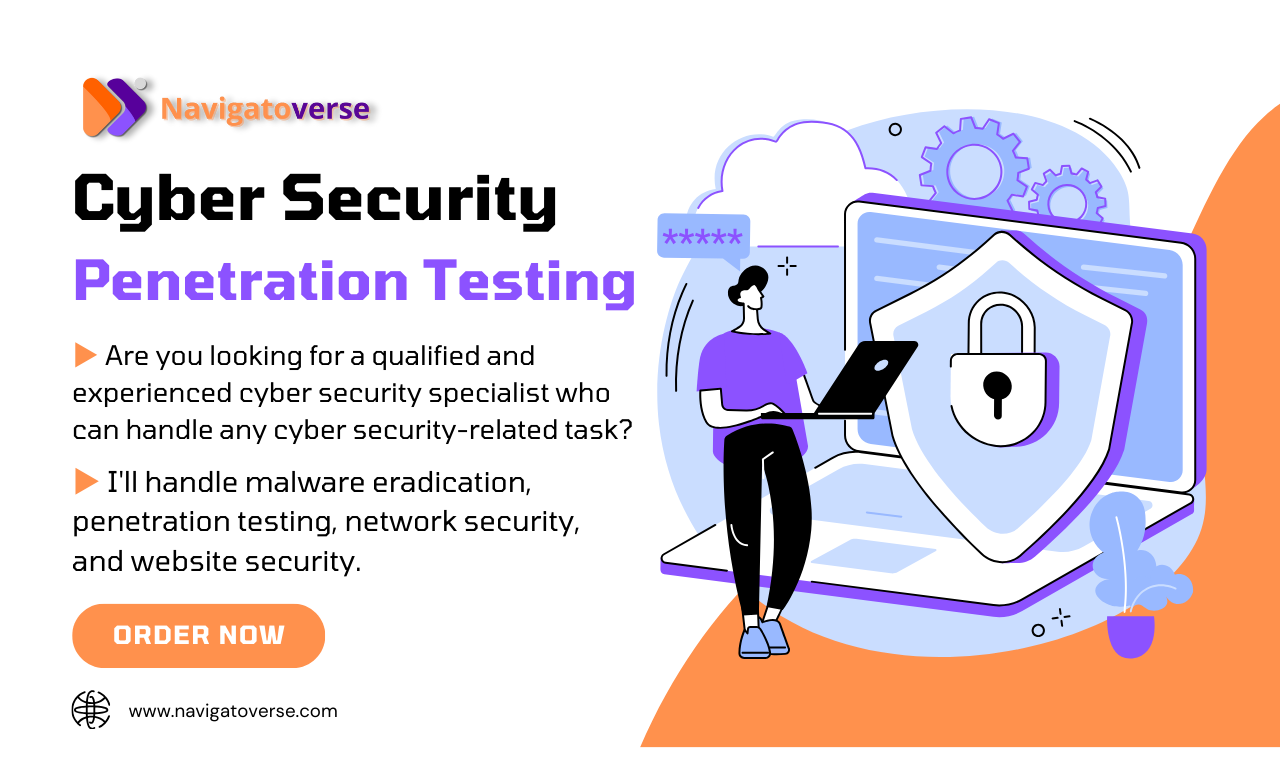 Navigatoverse
Cyber Security
Penetration Testing
*****
Are you looking for a qualified and
experienced cyber security specialist who
can handle any cyber security-related task?
I'll handle malware eradication,
penetration testing, network security,
and website security.
ORDER NOW
www.navigatoverse.com